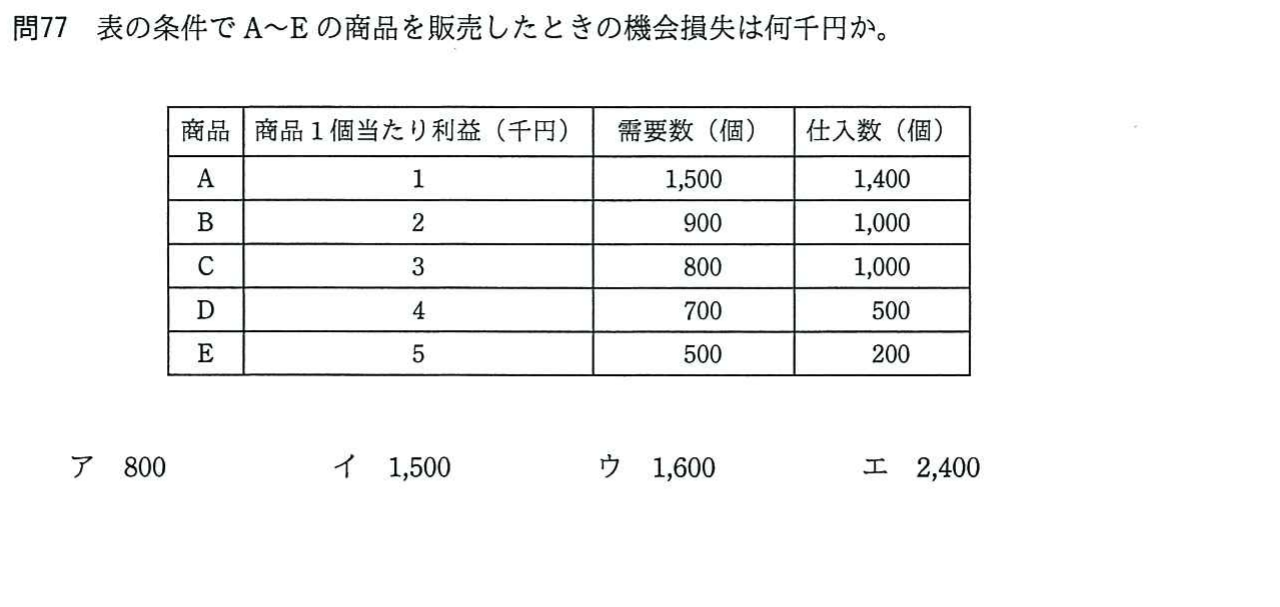 問77 表の条件でA～Eの商品を販売したときの機会損失は何千円か。
商品 商品1個当たり利益（千円） 需要数（個） 仕入数（個）
A 1 1,500 1,400
B 2 900 1,000
C 3 800 1,000
D 4 700 500
E 5 500 200
ア 800 イ 1,500 ウ 1,600 エ 2,400